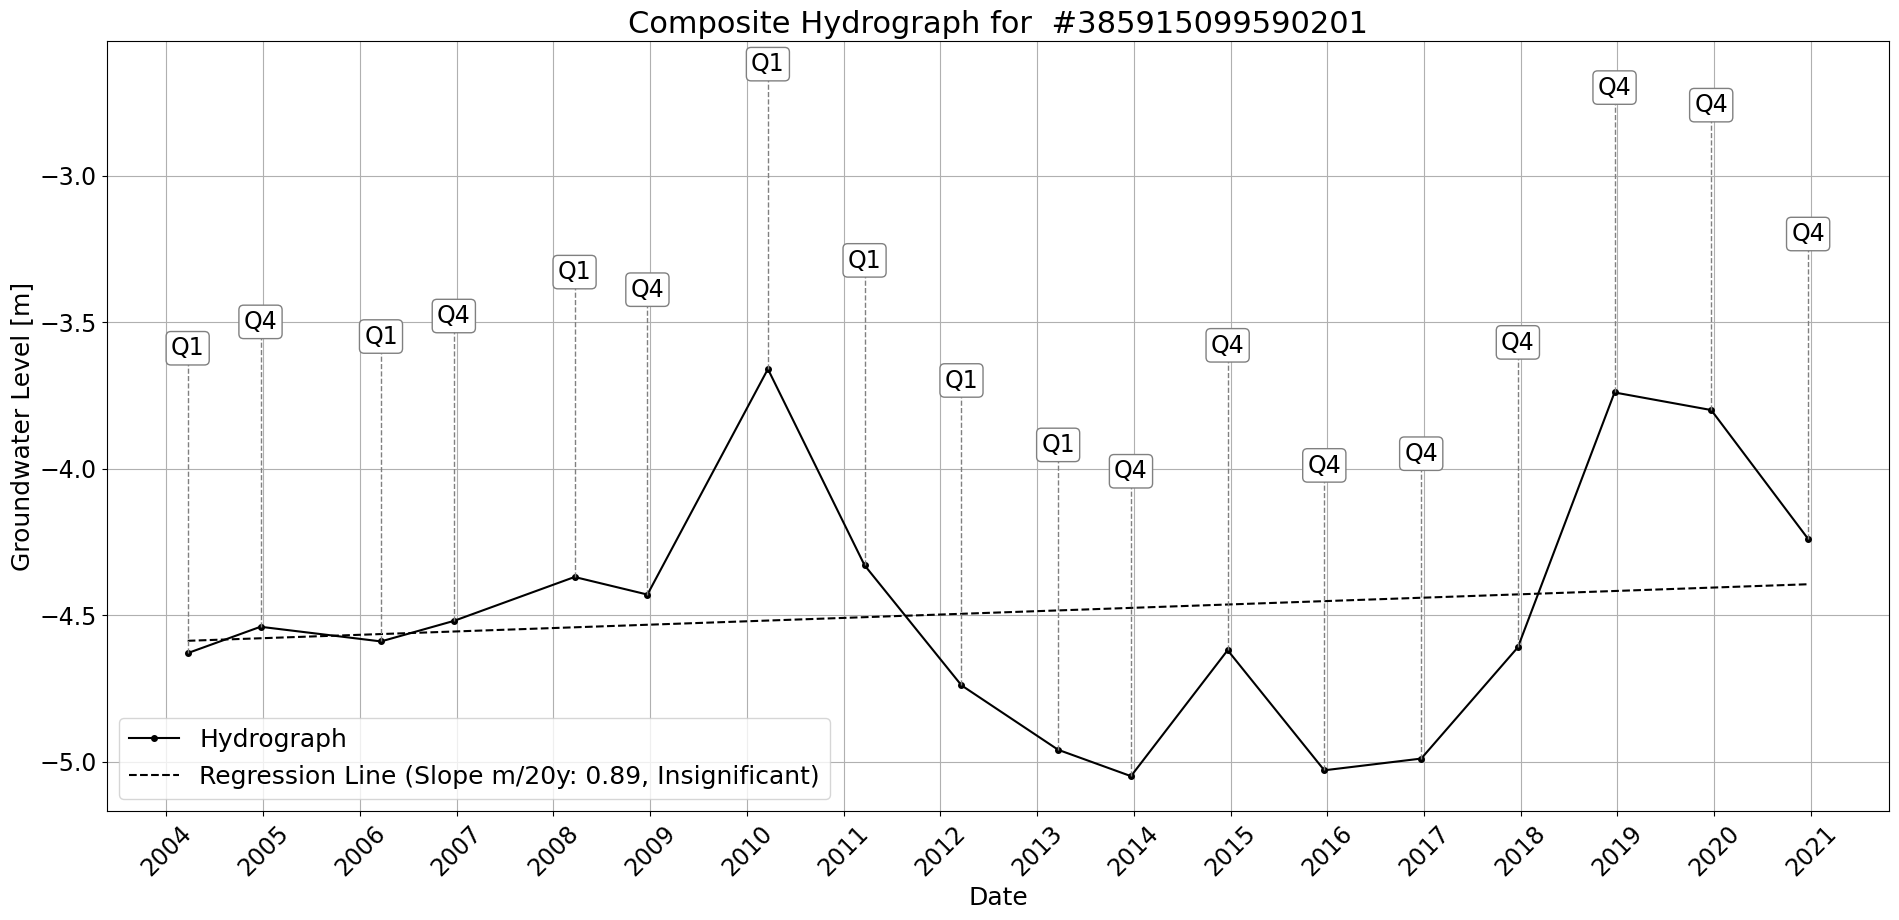 Composite Hydrograph for  #385915099590201
Groundwater Level [m]
−3.0
−3.5
−4.0
−4.5
−5.0
Q1
Q4
Q1
Q4
Q1
Q4
Q1
Q1
Q1
Q1
Q4
Q4
Q4
Q4
Q4
Q4
Q4
Q4
Hydrograph
Regression Line (Slope m/20y: 0.89, Insignificant)
2004
2005
2006
2007
2008
2009
2010
2011
2012
2013
2014
2015
2016
2017
2018
2019
2020
2021
Date